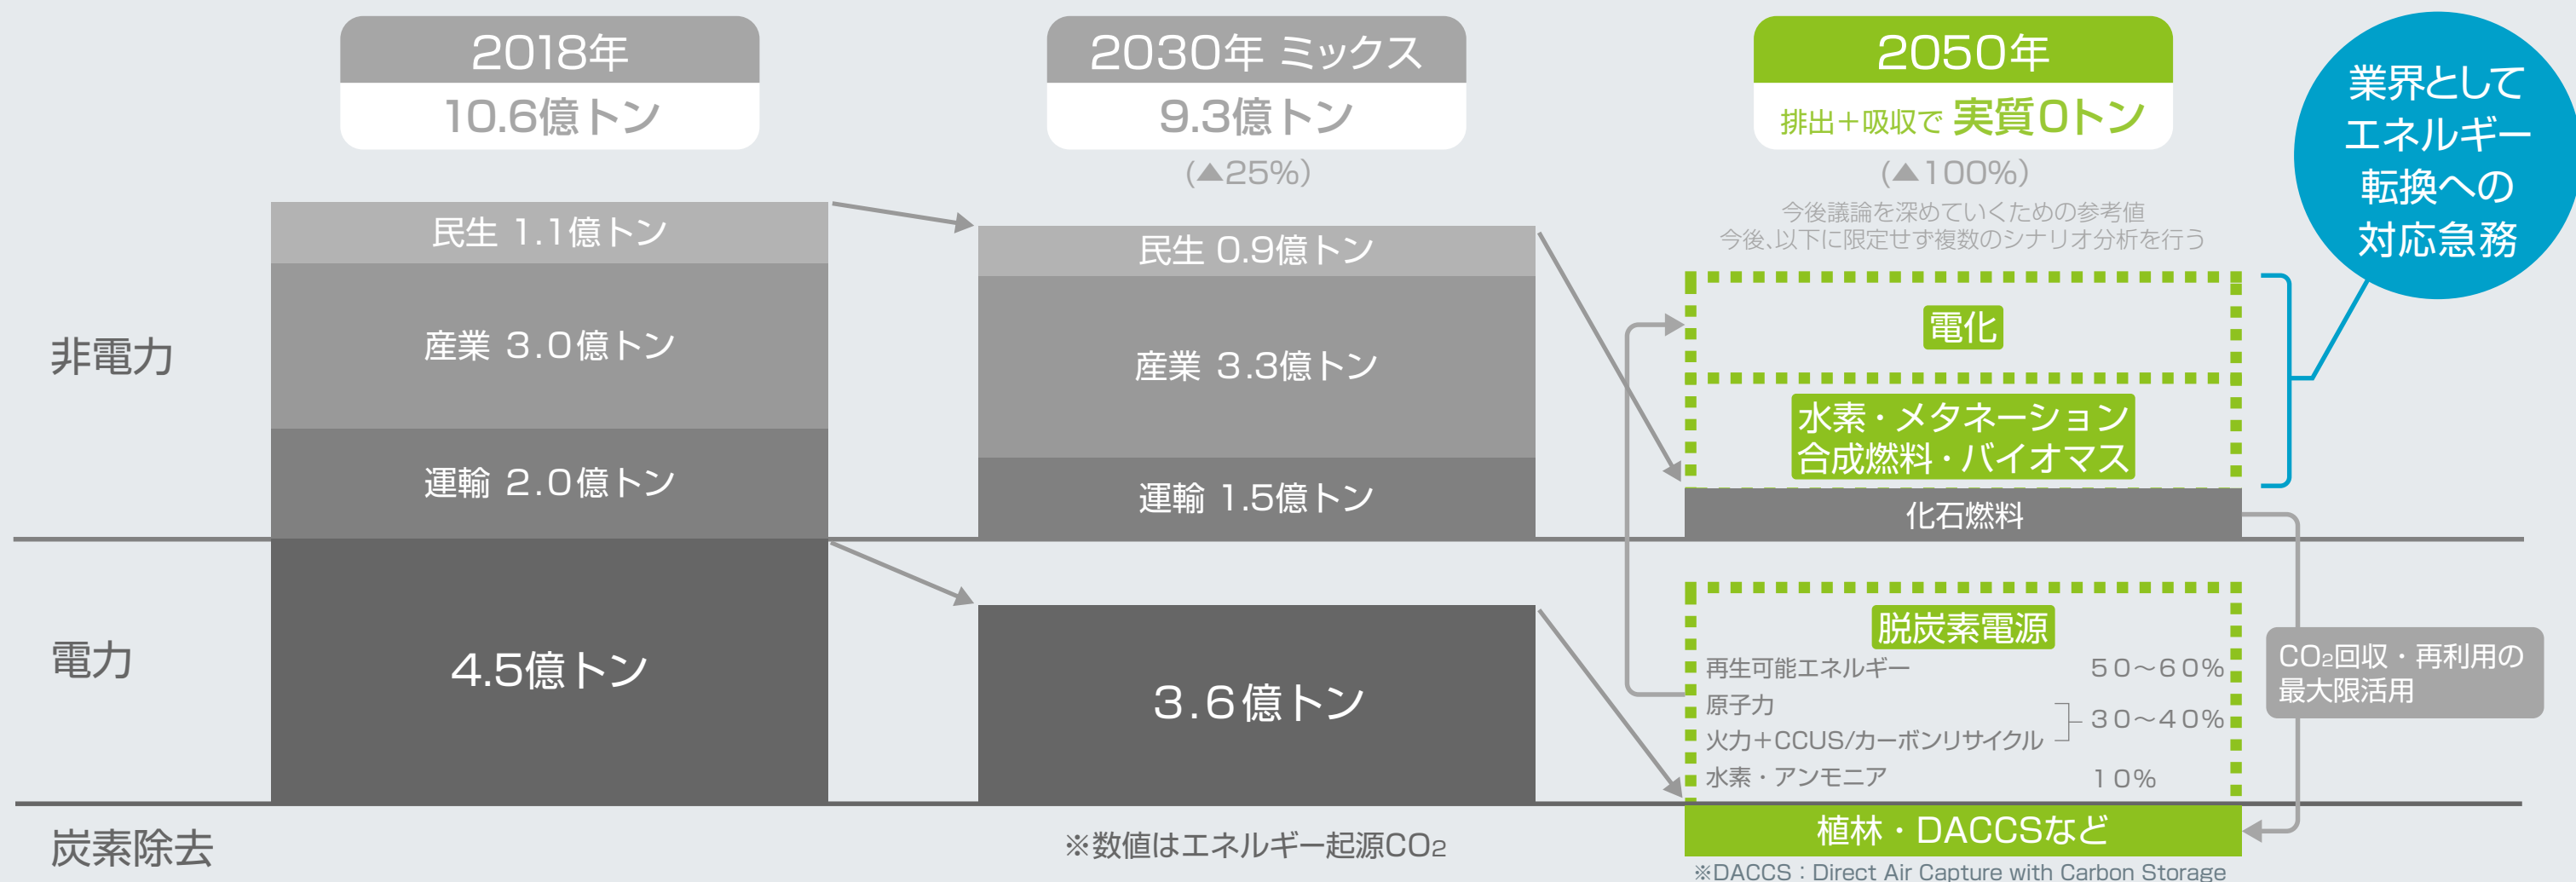 2018年
10.6億トン
2030年 ミックス
9.3億トン
(▲25%)
2050年
排出+吸収で 実質0トン
(▲100%)
今後議論を深めていくための参考値
今後、以下に限定せず複数のシナリオ分析を行う
業界として
エネルギー
転換への
対応急務
非電力
民生 1.1億トン
産業 3.0億トン
運輸 2.0億トン
民生 0.9億トン
産業 3.3億トン
運輸 1.5億トン
電化
水素・メタネーション
合成燃料・バイオマス
化石燃料
電力
4.5億トン
3.6億トン
脱炭素電源
再生可能エネルギー 50〜60%
原子力
火力+CCUS/カーボンリサイクル 30〜40%
水素・アンモニア 10%
CO₂回収・再利用の
最大限活用
炭素除去
※数値はエネルギー起源CO₂
植林・DACCSなど
※DACCS:Direct Air Capture with Carbon Storage